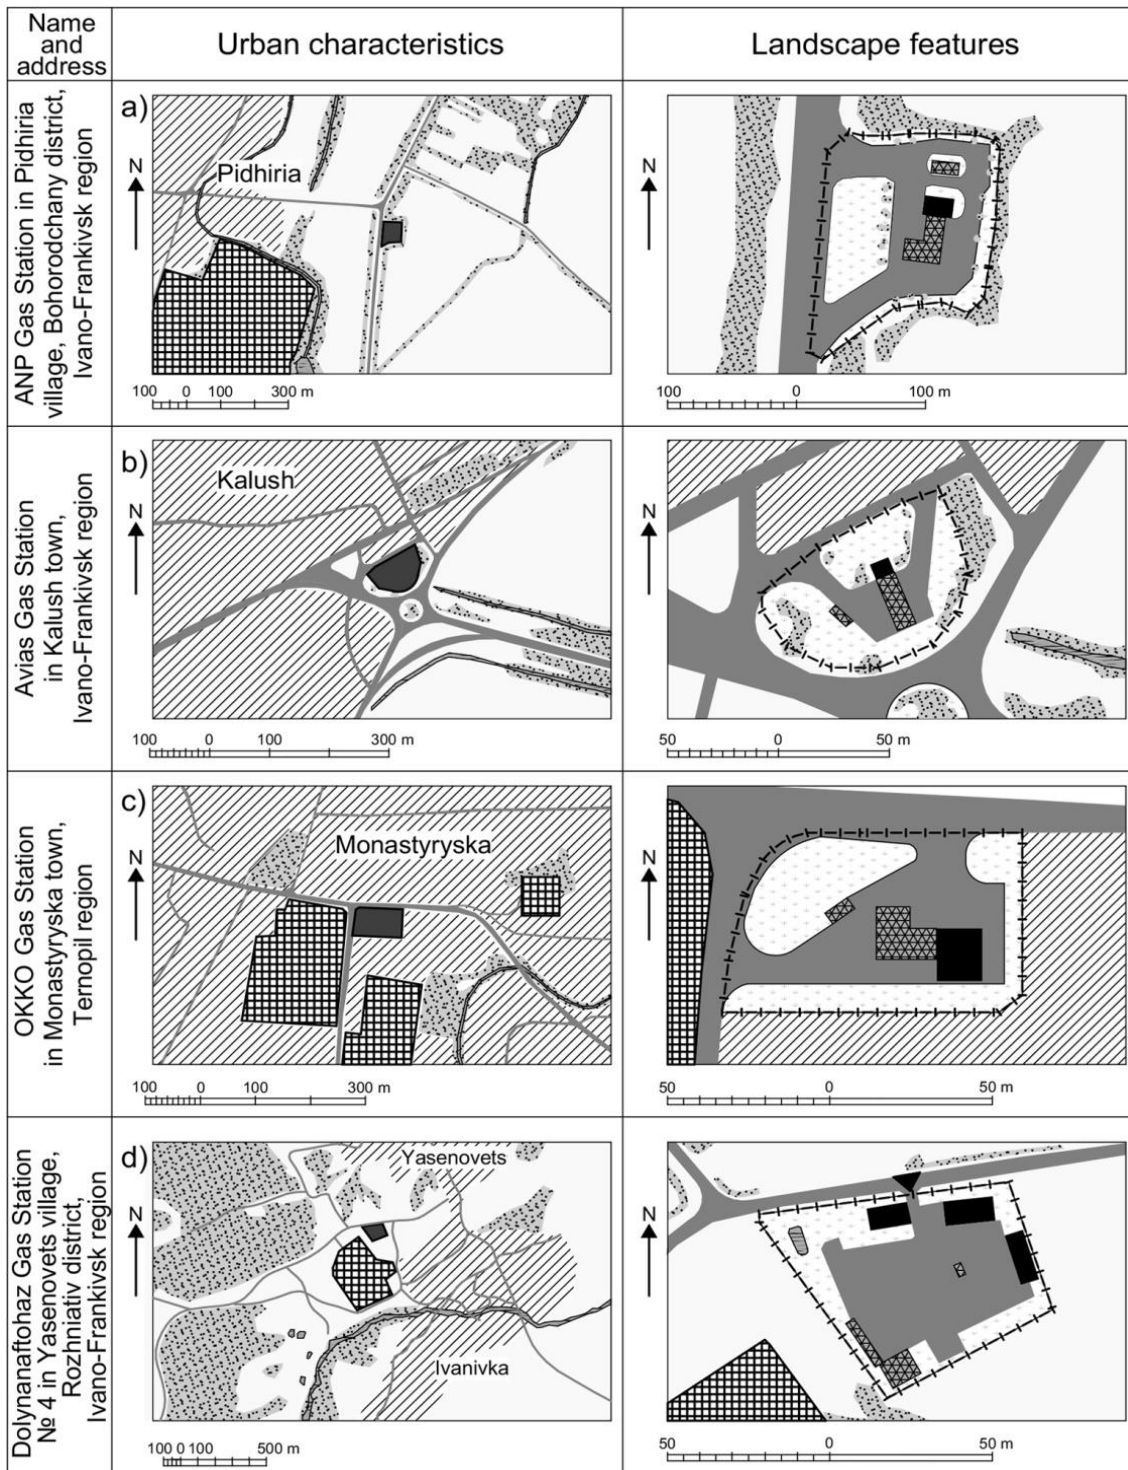 Name
and
address
Urban characteristics
Landscape features
ANP Gas Station in Pidhiria
village, Bohorodchany district,
Ivano-Frankivsk region
a)
N
Pidhiria
100 0 100 300 m
N
100 0 100 m
Avias Gas Station
in Kalush town,
Ivano-Frankivsk region
b)
N
Kalush
100 0 100 300 m
N
50 0 50 m
OKKO Gas Station
in Monastyryska town,
Ternopil region
c)
N
Monastyryska
100 0 100 300 m
N
50 0 50 m
Dolynanaftohaz Gas Station
№ 4 in Yasenovets village,
Rozhniativ district,
Ivano-Frankivsk region
d)
N
Yasenovets
Ivanivka
100 0 100 500 m
N
50 0 50 m